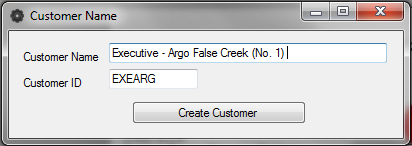 Customer Name
Customer Name Executive - Argo False Creek (No. 1)
Customer ID EXEARG
Create Customer